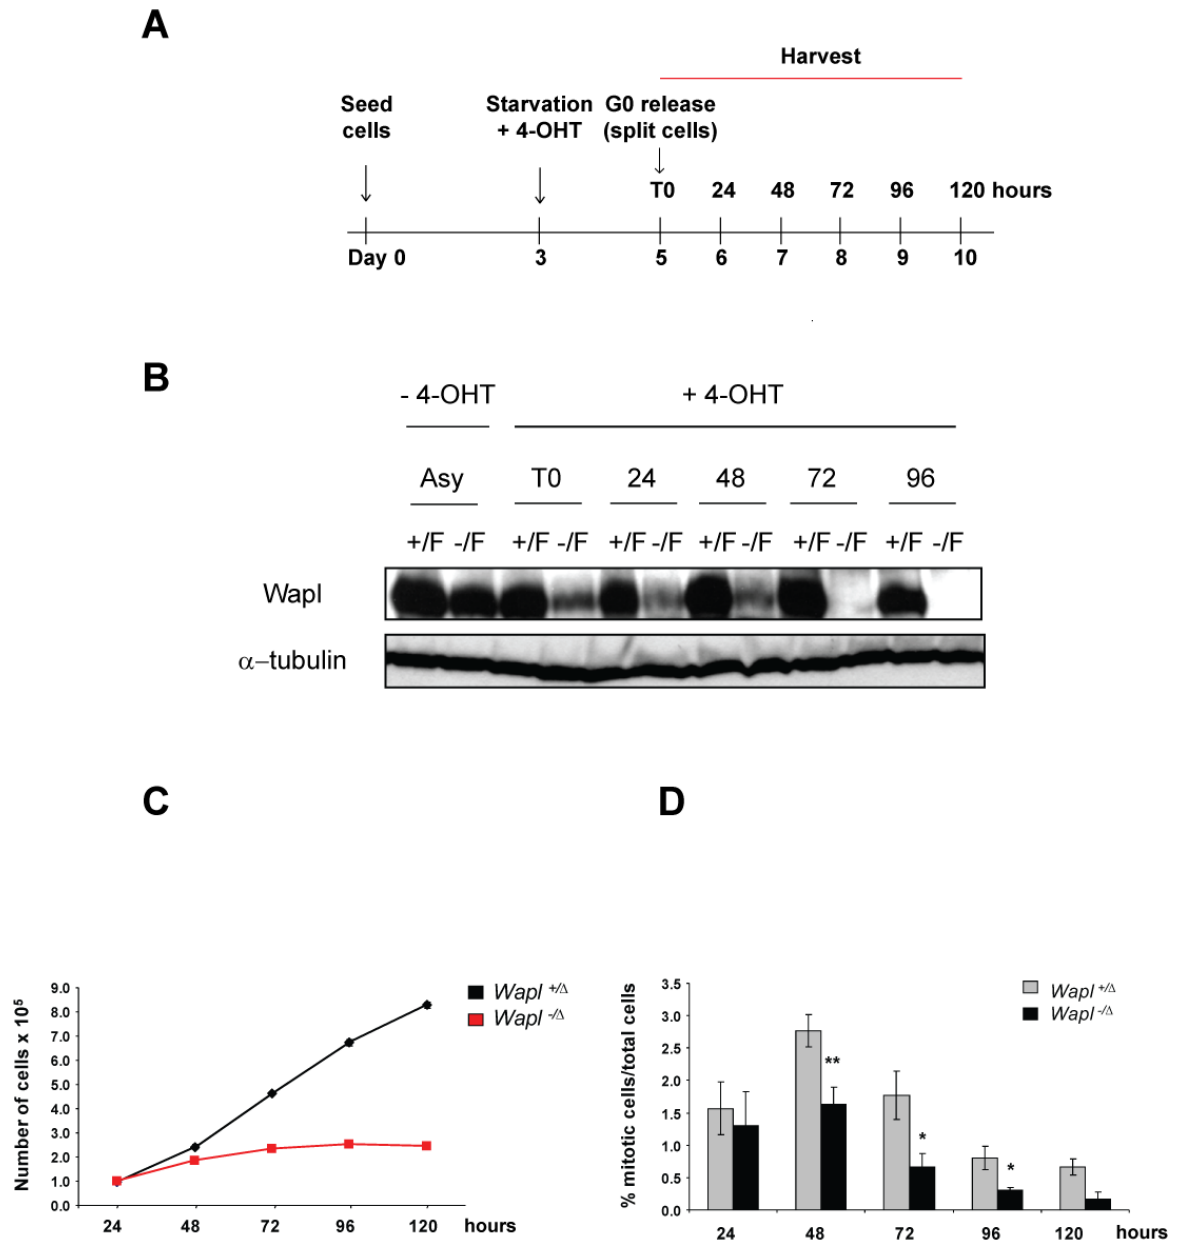 A
Harvest
Seed cells
Starvation + 4-OHT
G0 release (split cells)
T0 24 48 72 96 120 hours
Day 0 3 5 6 7 8 9 10
B
- 4-OHT + 4-OHT
Asy T0 24 48 72 96
+/F -/F +/F -/F +/F -/F +/F -/F +/F -/F +/F -/F
Wapl
α–tubulin
C
Number of cells x 10⁵
9.0
8.0
7.0
6.0
5.0
4.0
3.0
2.0
1.0
0.0
24 48 72 96 120 hours
Wapl +/Δ
Wapl -/Δ
D
% mitotic cells/total cells
3.5
3.0
2.5
2.0
1.5
1.0
0.5
0.0
** * *
24 48 72 96 120 hours
Wapl +/Δ
Wapl -/Δ